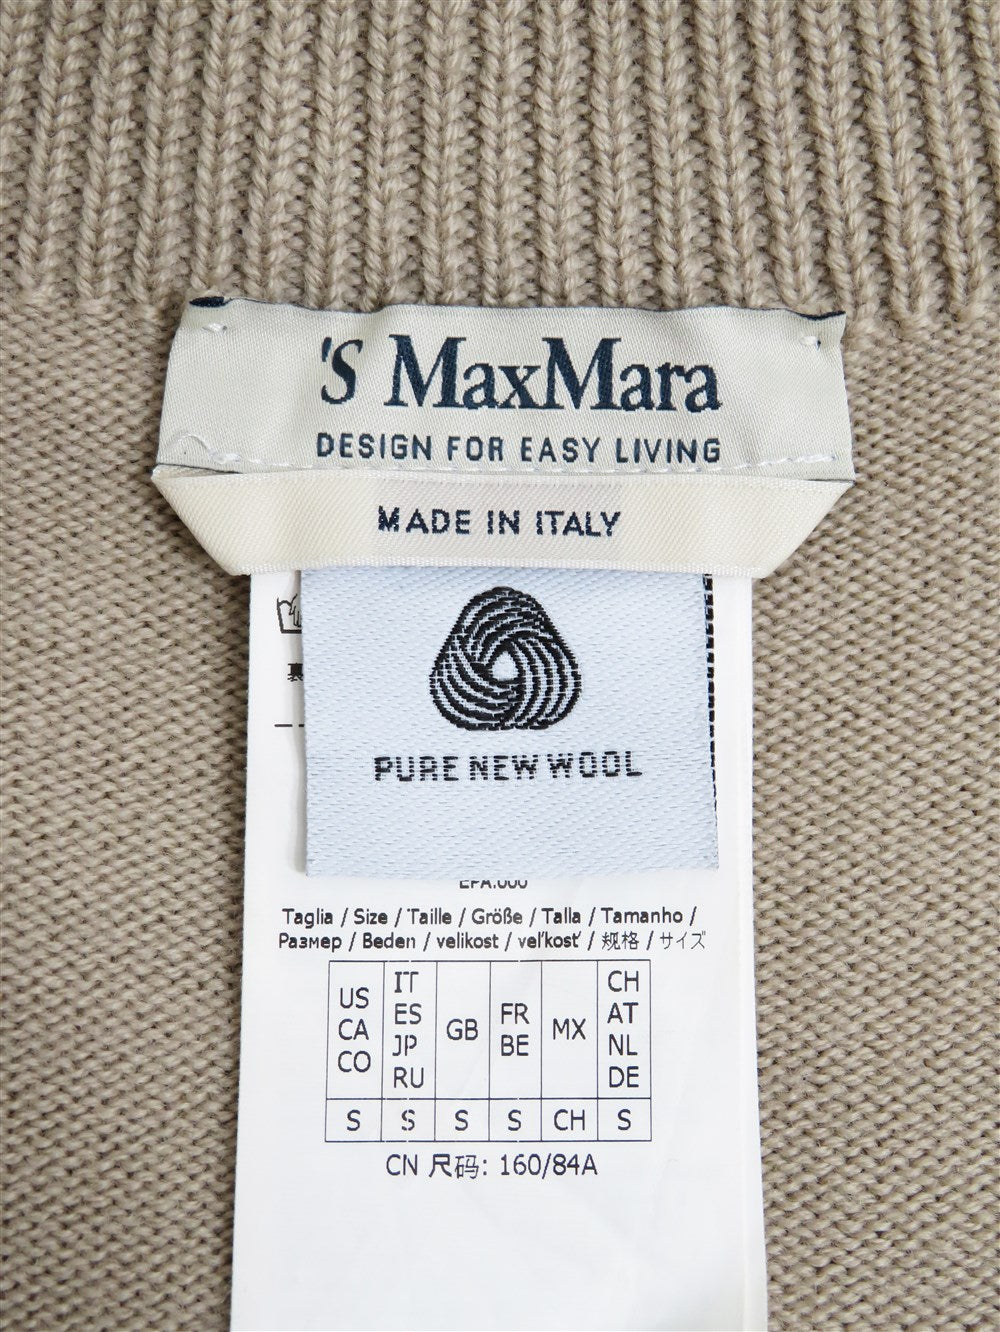 'S MaxMara
DESIGN FOR EASY LIVING
MADE IN ITALY
PURE NEW WOOL
Taglia / Size / Taille / Größe / Talla / Tamanho /
Размер / Beden / velikost / veľkosť / 规格 / サイズ
US CA CO
IT ES JP RU
GB
FR BE
MX
CH AT NL DE
S S S S CH S
CN 尺码: 160/84A